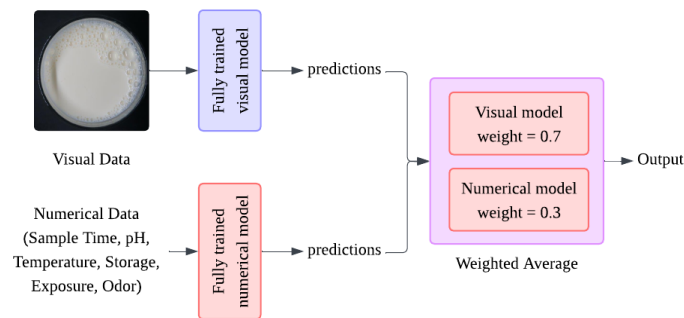 Visual Data
Fully trained
visual model
predictions
Numerical Data
(Sample Time, pH,
Temperature, Storage,
Exposure, Odor)
Fully trained
numerical model
predictions
Visual model
weight = 0.7
Numerical model
weight = 0.3
Weighted Average
Output